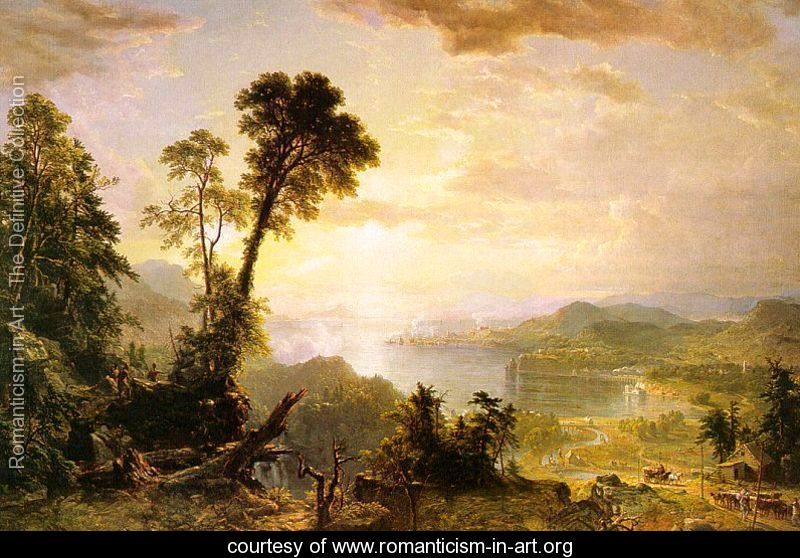 Romanticism in Art - The Definitive Collection
courtesy of www.romanticism-in-art.org